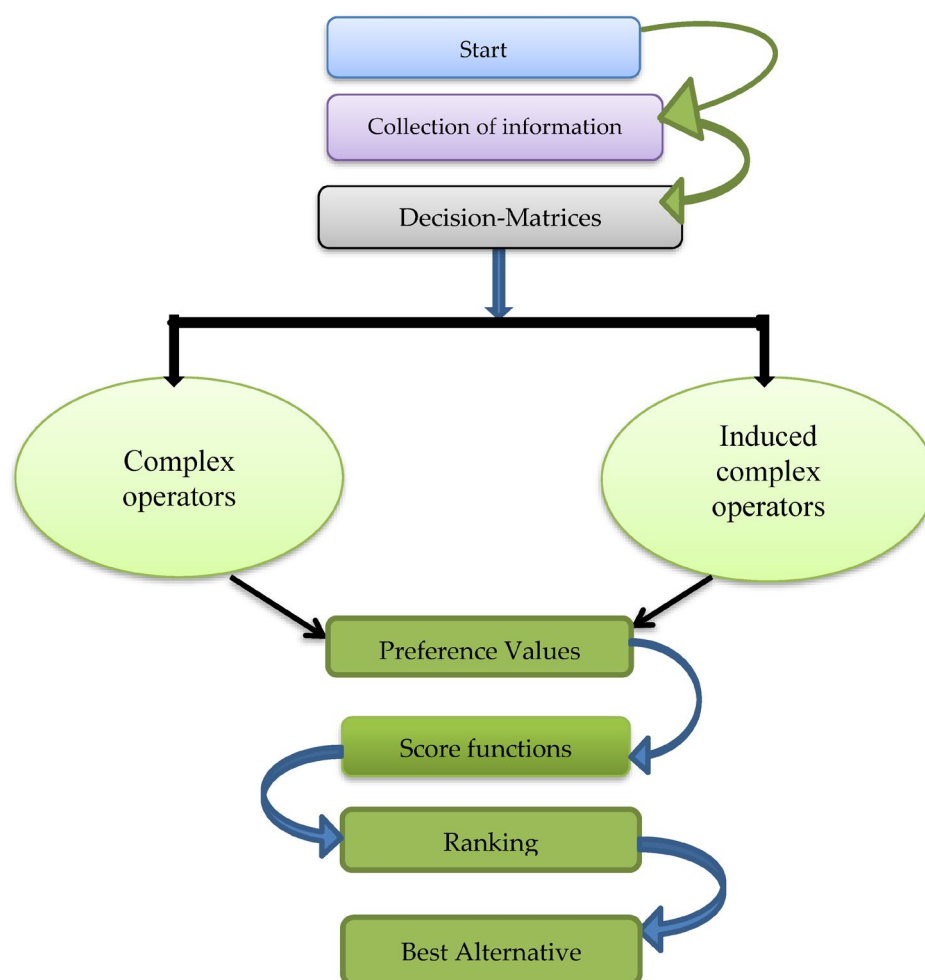 Start
Collection of information
Decision-Matrices
Complex
operators
Induced
complex
operators
Preference Values
Score functions
Ranking
Best Alternative